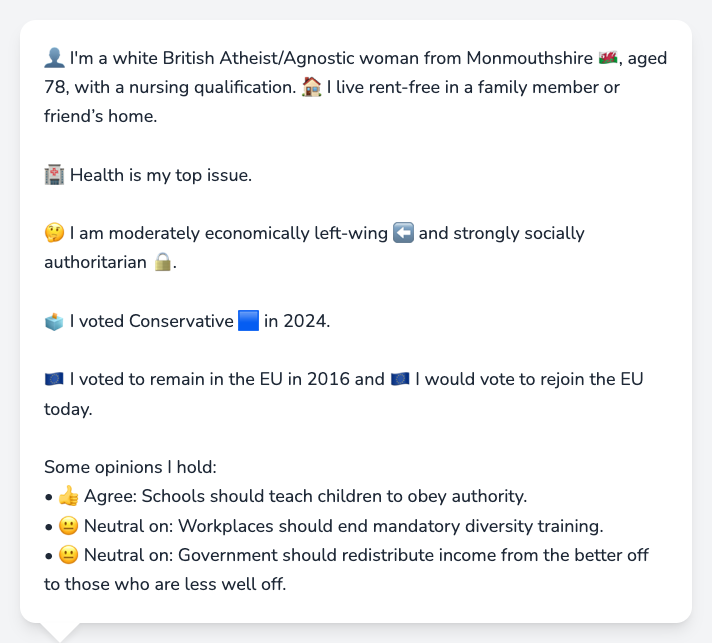 👤 I'm a white British Atheist/Agnostic woman from Monmouthshire 🏴󠁧󠁢󠁷󠁬󠁳󠁿, aged
78, with a nursing qualification. 🏠 I live rent-free in a family member or
friend’s home.
🏥 Health is my top issue.
🤔 I am moderately economically left-wing ⬅️ and strongly socially
authoritarian 🔒.
🗳️ I voted Conservative 🟦 in 2024.
🇪🇺 I voted to remain in the EU in 2016 and 🇪🇺 I would vote to rejoin the EU
today.
Some opinions I hold:
• 👍 Agree: Schools should teach children to obey authority.
• 😐 Neutral on: Workplaces should end mandatory diversity training.
• 😐 Neutral on: Government should redistribute income from the better off
to those who are less well off.